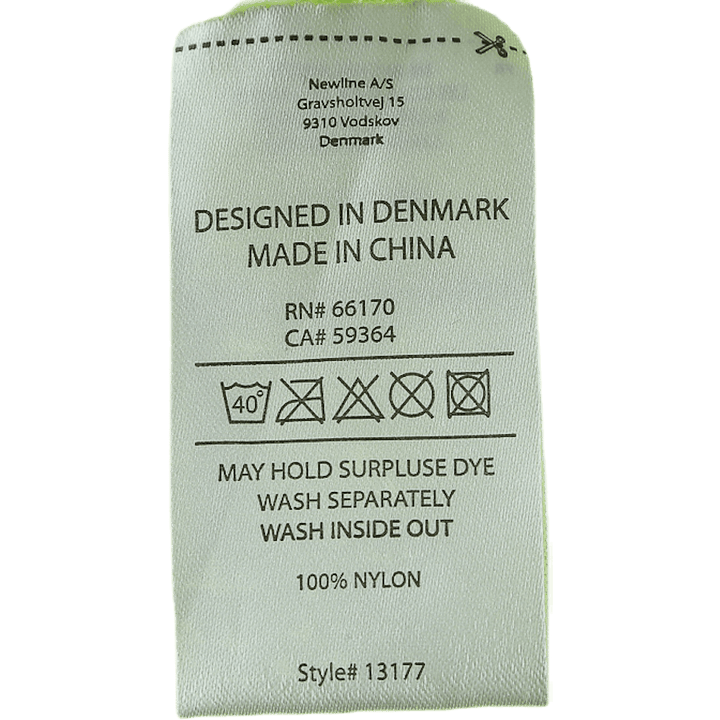 Newline A/S
Gravsholtvej 15
9310 Vodskov
Denmark
DESIGNED IN DENMARK
MADE IN CHINA
RN# 66170
CA# 59364
40°
MAY HOLD SURPLUSE DYE
WASH SEPARATELY
WASH INSIDE OUT
100% NYLON
Style# 13177